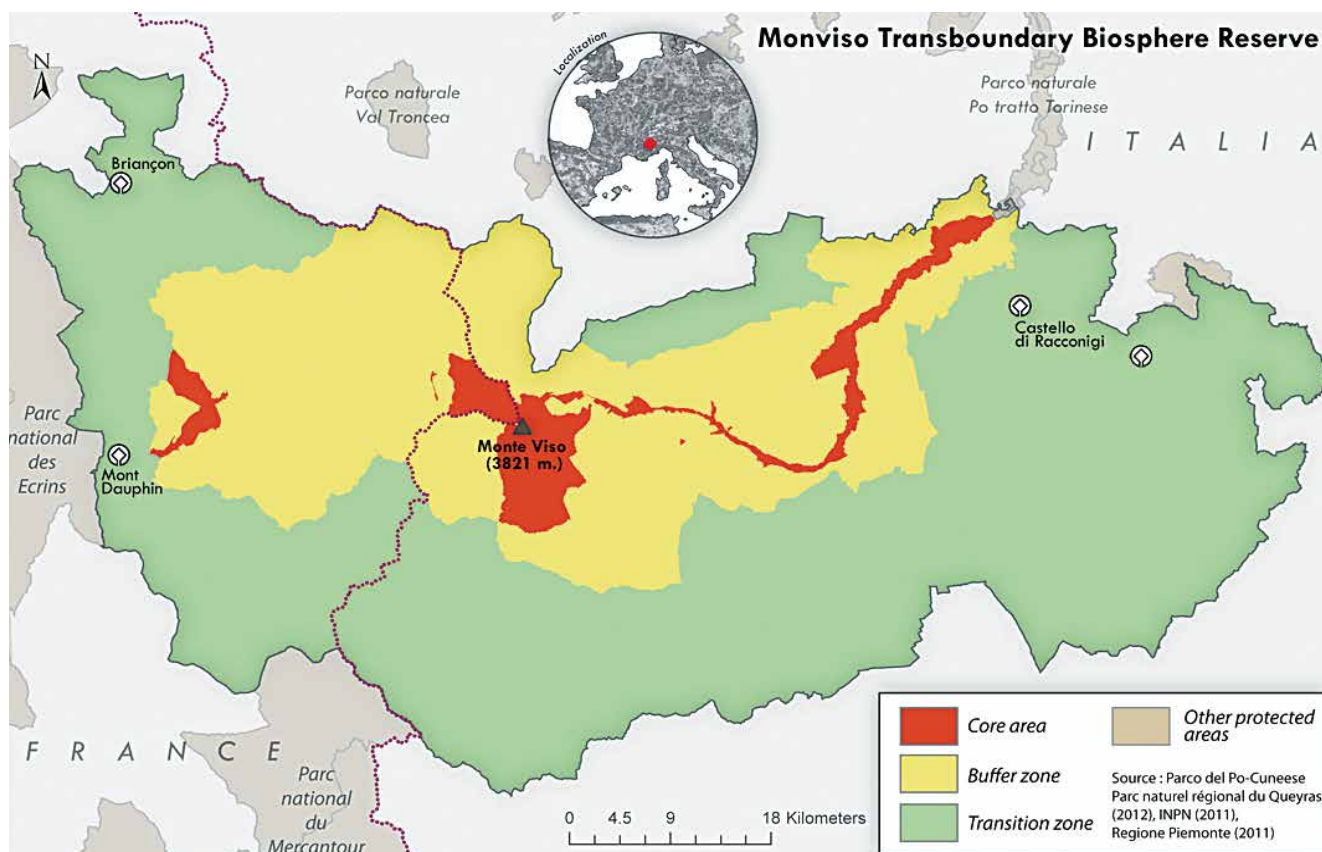 Monviso Transboundary Biosphere Reserve
N
Localization
Parco naturale
Val Troncea
Parco naturale
Po tratto Torinese
I T A L I A
Briançon
Castello
di Racconigi
Parc
national
des
Ecrins
Mont
Dauphin
Monte Viso
(3821 m.)
F R A N C E
Parc
national
du
Mercantour
0 4.5 9 18 Kilometers
Core area
Buffer zone
Transition zone
Other protected
areas
Source : Parco del Po-Cuneese
Parc naturel régional du Queyras
(2012), INPN (2011),
Regione Piemonte (2011)